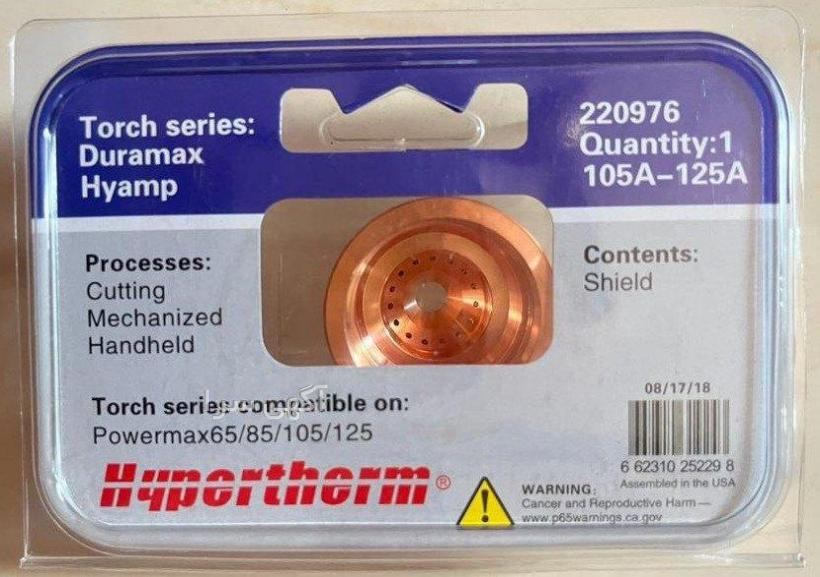 Torch series:
Duramax
Hyamp
220976
Quantity:1
105A-125A
Processes:
Cutting
Mechanized
Handheld
Contents:
Shield
Torch series compatible on:
Powermax65/85/105/125
Hypertherm®
08/17/18
6 62310 25229 8
Assembled in the USA
WARNING:
Cancer and Reproductive Harm —
www.p65warnings.ca.gov